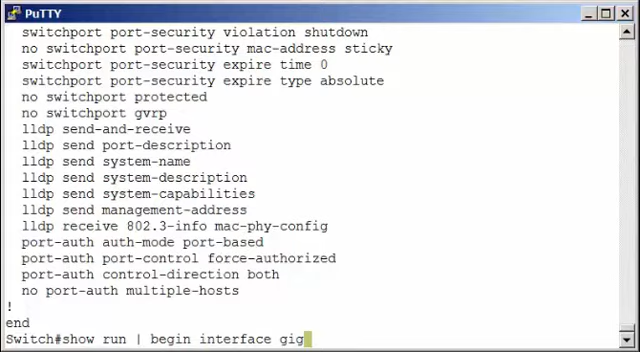 PuTTY
switchport port-security violation shutdown
no switchport port-security mac-address sticky
switchport port-security expire time 0
switchport port-security expire type absolute
no switchport protected
no switchport gvrp
lldp send-and-receive
lldp send port-description
lldp send system-name
lldp send system-description
lldp send system-capabilities
lldp send management-address
lldp receive 802.3-info mac-phy-config
port-auth auth-mode port-based
port-auth port-control force-authorized
port-auth control-direction both
no port-auth multiple-hosts
!
end
Switch#show run | begin interface gig